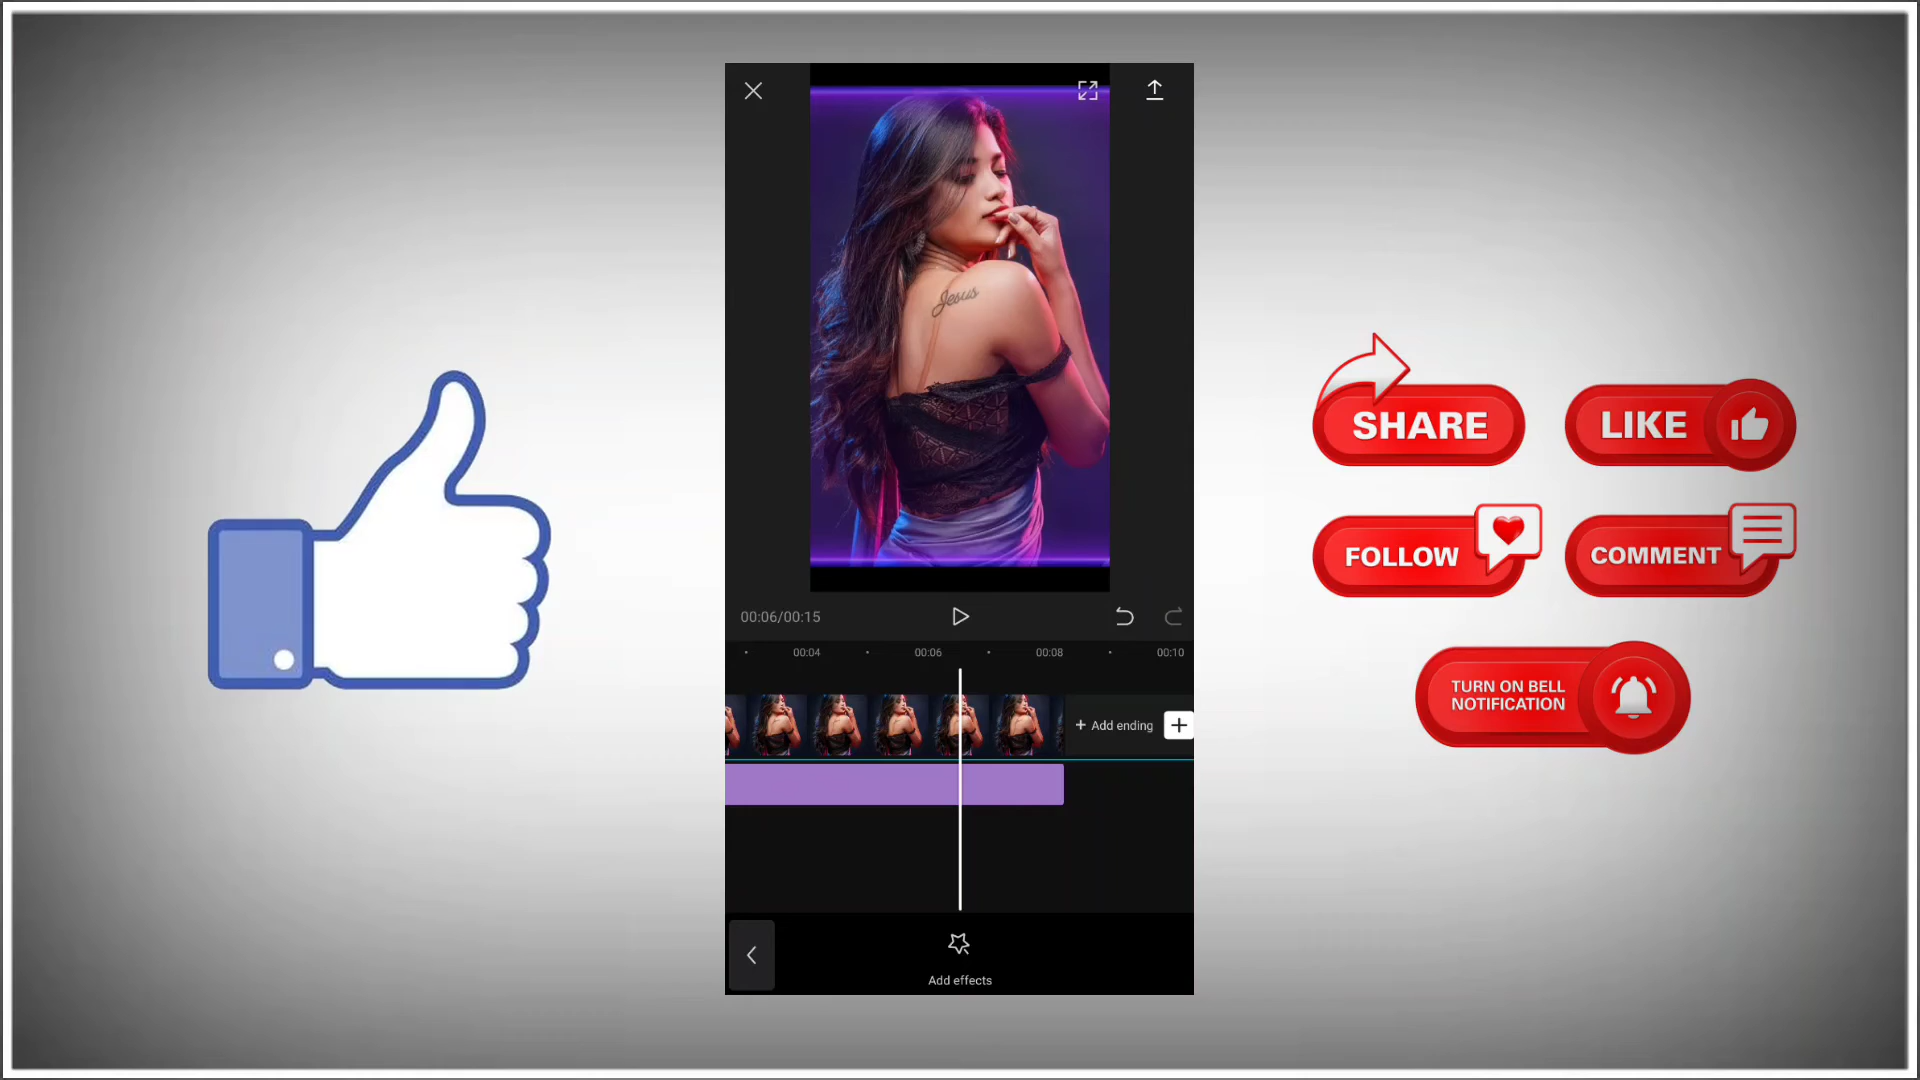 Jesus
00:06/00:15
00:04
00:06
00:08
00:10
+ Add ending
Add effects
SHARE
LIKE
FOLLOW
COMMENT
TURN ON BELL
NOTIFICATION